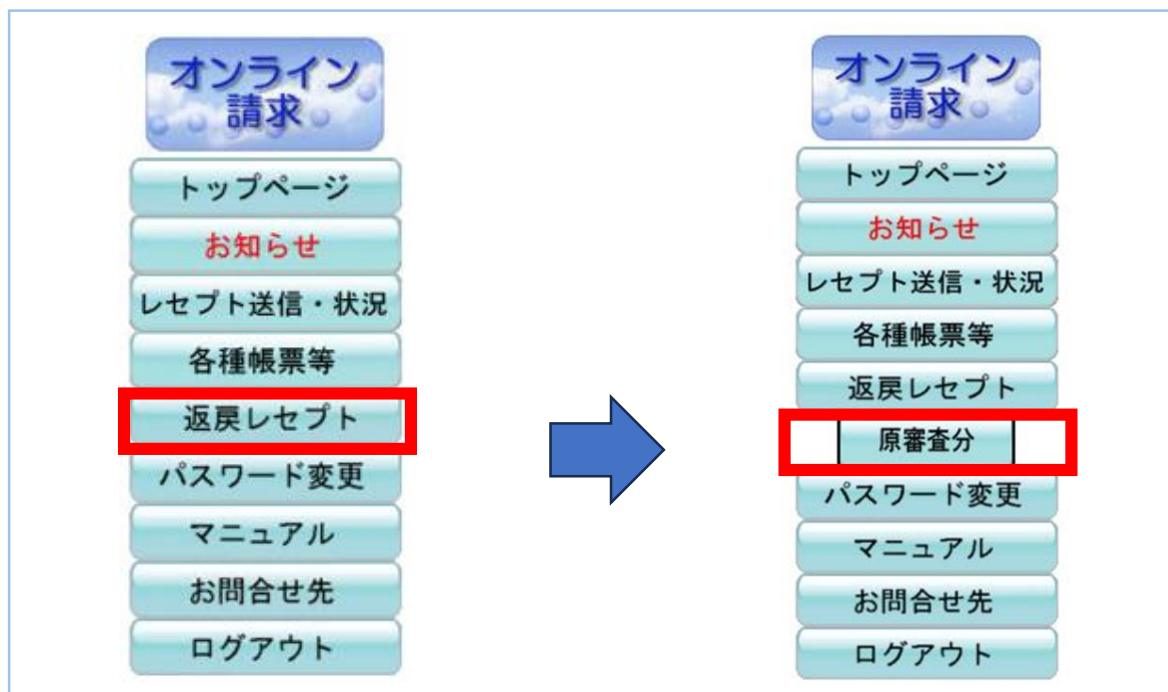 オンライン
請求
トップページ
お知らせ
レセプト送信・状況
各種帳票等
返戻レセプト
パスワード変更
マニュアル
お問合せ先
ログアウト
オンライン
請求
トップページ
お知らせ
レセプト送信・状況
各種帳票等
返戻レセプト
原審査分
パスワード変更
マニュアル
お問合せ先
ログアウト